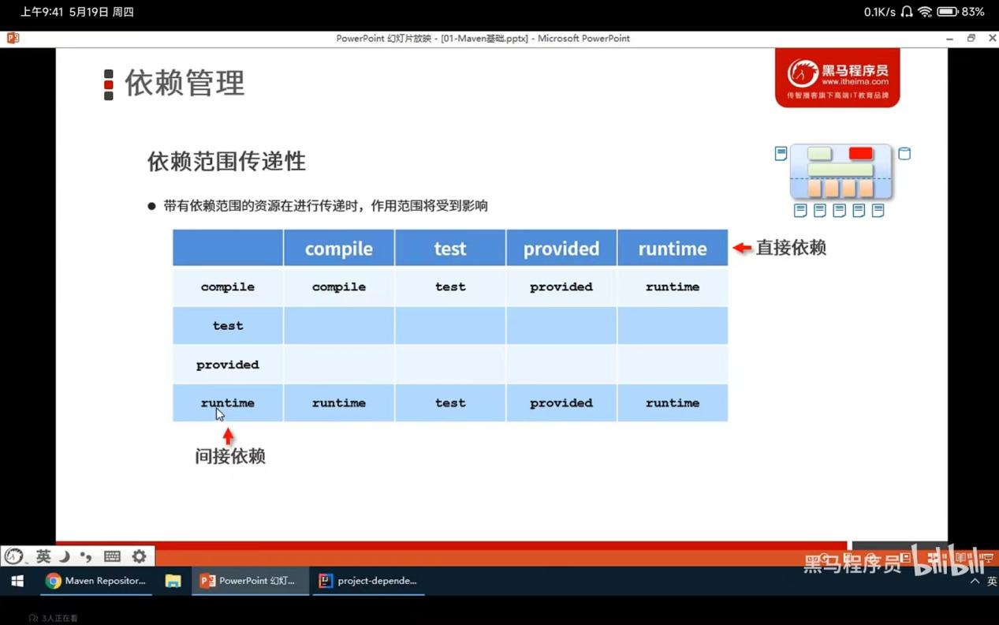 上午9:41 5月19日 周四
0.1K/s 83%
PowerPoint 幻灯片放映 - [01-Maven基础.pptx] - Microsoft PowerPoint
依赖管理
黑马程序员
www.itheima.com
传智播客旗下高端IT教育品牌
依赖范围传递性
● 带有依赖范围的资源在进行传递时，作用范围将受到影响
compile test provided runtime
直接依赖
compile compile test provided runtime
test
provided
runtime runtime test provided runtime
间接依赖
英
黑马程序员 bilibili
Maven Repositor...
PowerPoint 幻灯...
project-depende...
英
3人正在看